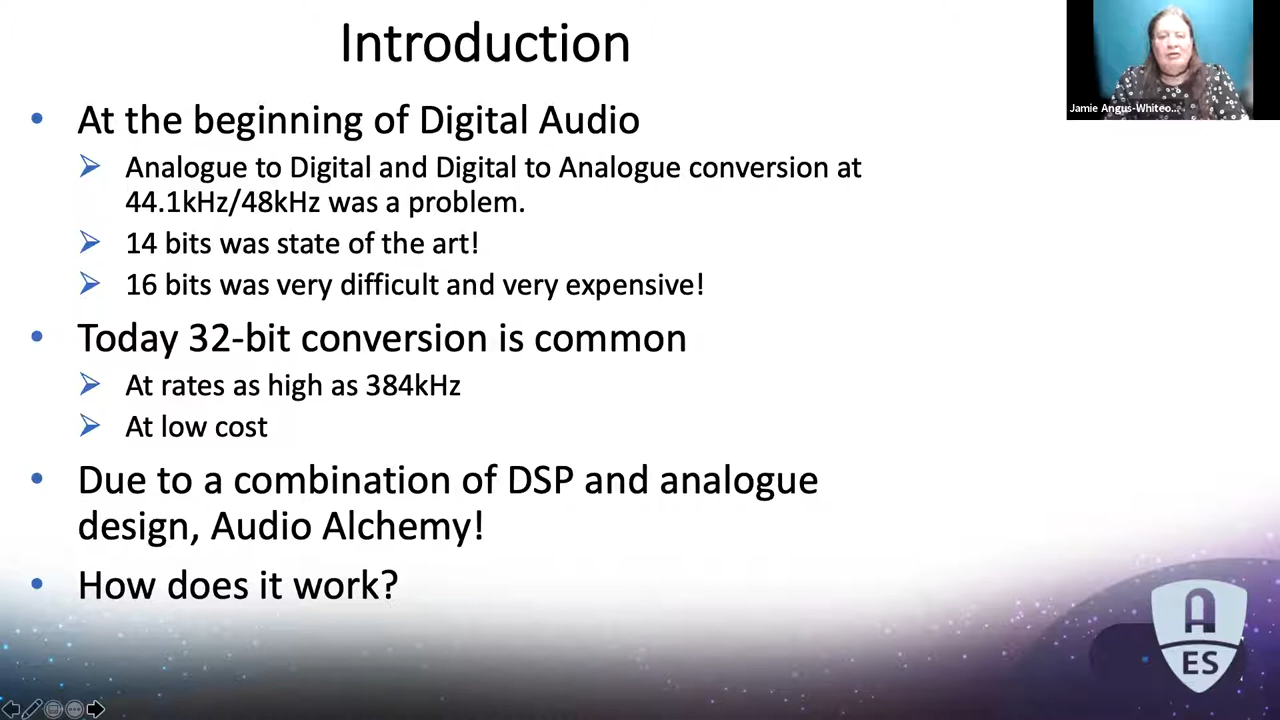 Introduction
Jamie Angus-Whiteo...
• At the beginning of Digital Audio
➢ Analogue to Digital and Digital to Analogue conversion at
44.1kHz/48kHz was a problem.
➢ 14 bits was state of the art!
➢ 16 bits was very difficult and very expensive!
• Today 32-bit conversion is common
➢ At rates as high as 384kHz
➢ At low cost
• Due to a combination of DSP and analogue
design, Audio Alchemy!
• How does it work?
A
ES